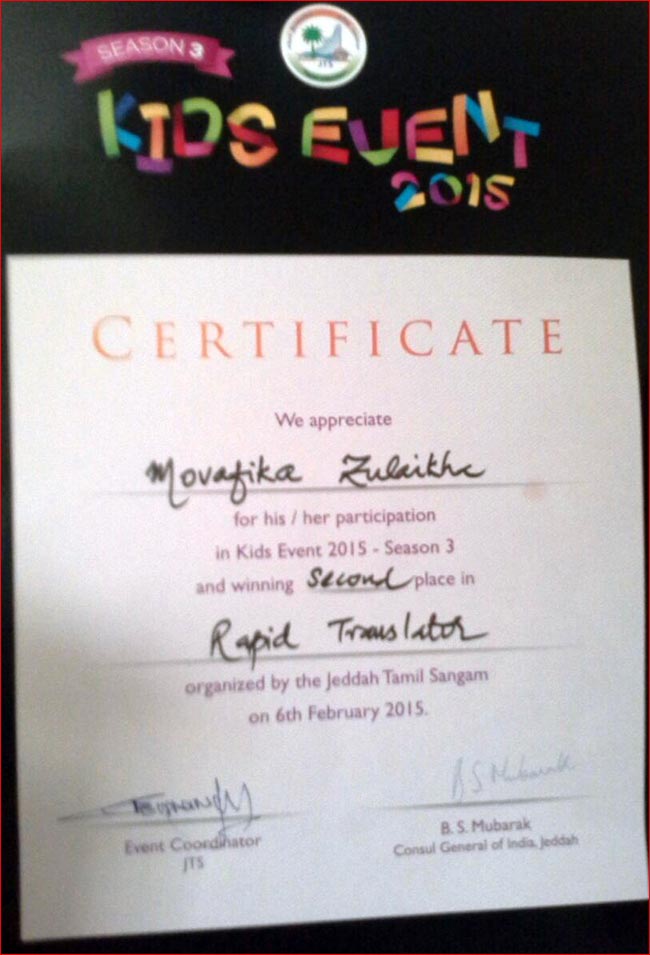 SEASON 3
JTS
KIDS EVENT
2015
CERTIFICATE
We appreciate
Movafika Zulaikha
for his / her participation
in Kids Event 2015 - Season 3
and winning Second place in
Rapid Translator
organized by the Jeddah Tamil Sangam
on 6th February 2015.
B S Mubarak
Event Coordinator
JTS
B. S. Mubarak
Consul General of India, Jeddah